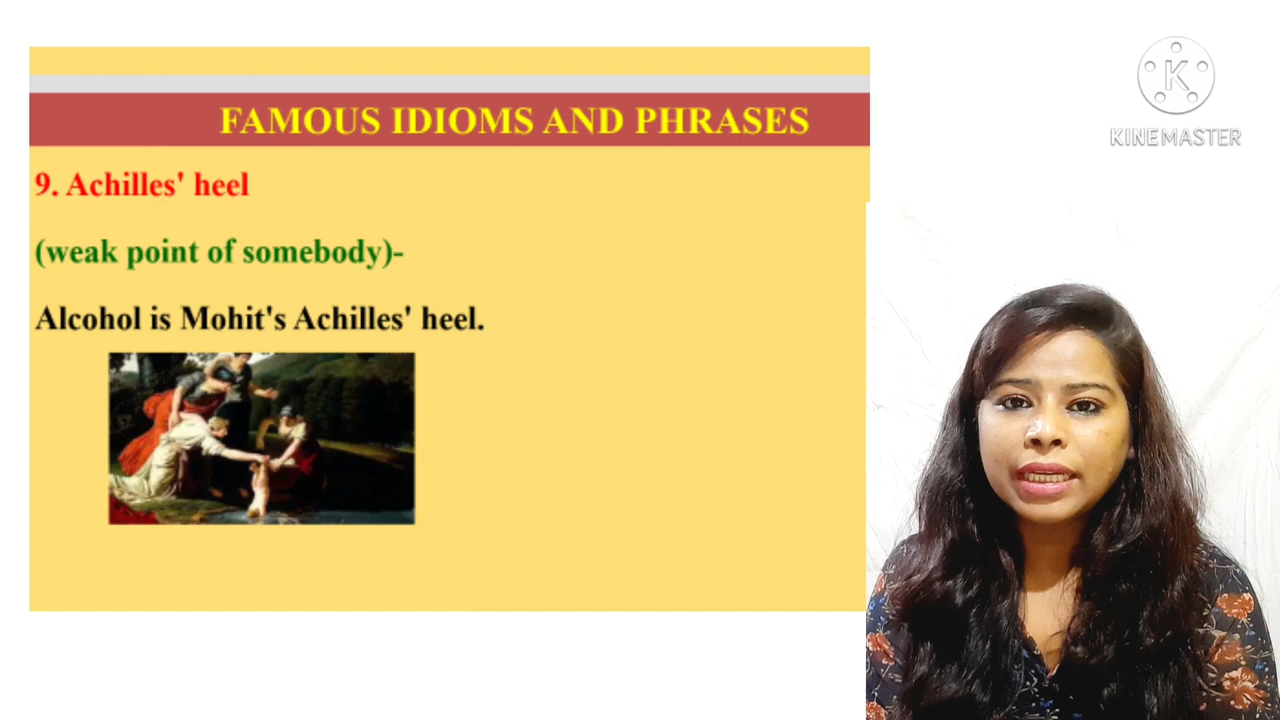 FAMOUS IDIOMS AND PHRASES
9. Achilles' heel
(weak point of somebody)-
Alcohol is Mohit's Achilles' heel.
K
KINEMASTER